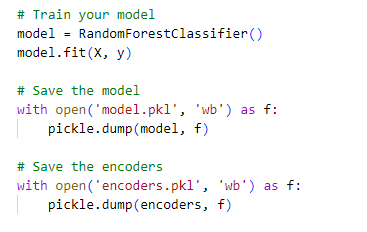 # Train your model
model = RandomForestClassifier()
model.fit(X, y)

# Save the model
with open('model.pkl', 'wb') as f:
    pickle.dump(model, f)

# Save the encoders
with open('encoders.pkl', 'wb') as f:
    pickle.dump(encoders, f)